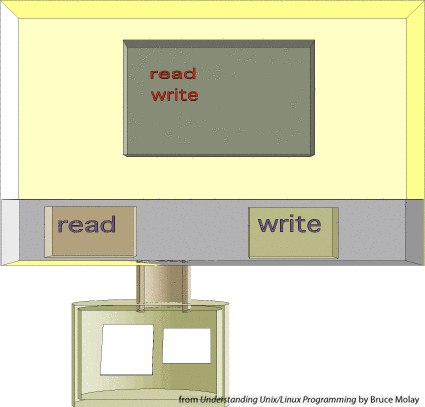 read
write
read write
from Understanding Unix/Linux Programming by Bruce Molay